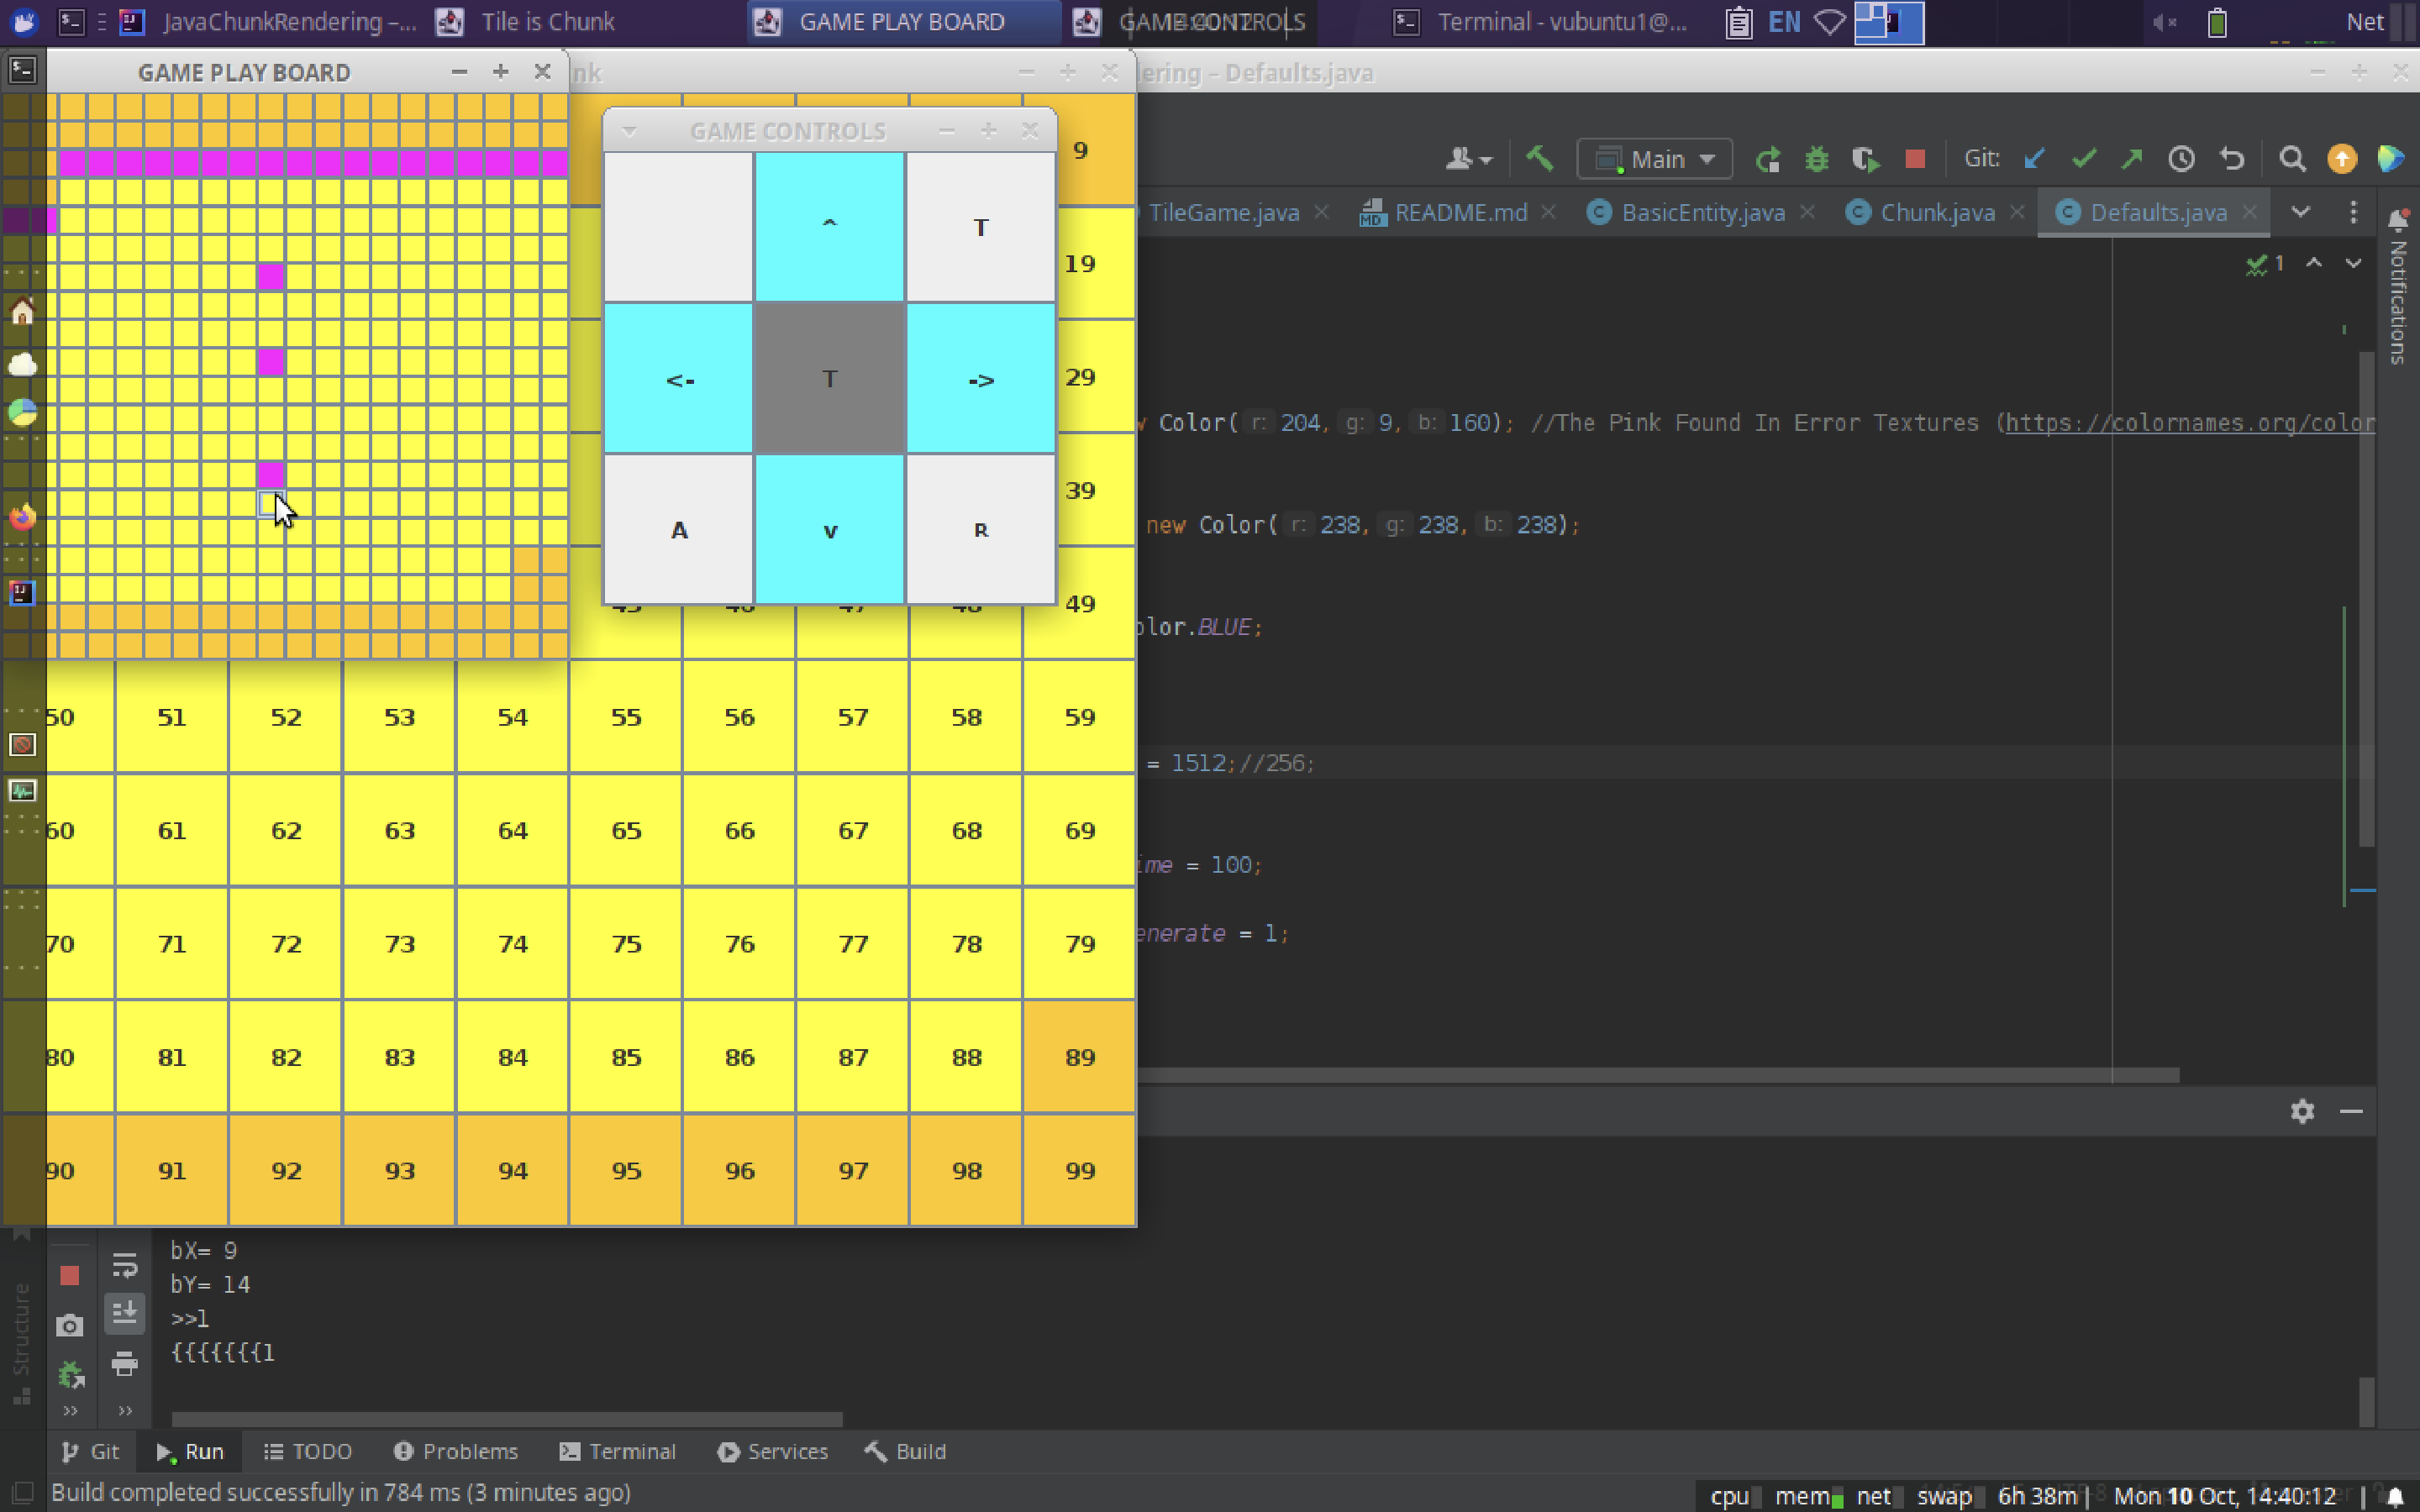 JavaChunkRendering –... Tile is Chunk GAME PLAY BOARD GAME CONTROLS Terminal - vubuntu1@... EN Net
GAME PLAY BOARD nk ering – Defaults.java
GAME CONTROLS
^ T
<- T ->
A v R
Main Git:
TileGame.java README.md BasicEntity.java Chunk.java Defaults.java
1
Notifications
Color( r: 204, g: 9, b: 160); //The Pink Found In Error Textures (https://colornames.org/color
new Color( r: 238, g: 238, b: 238);
olor.BLUE;
= 1512;//256;
ime = 100;
enerate = 1;
9
19
29
39
45 46 47 48 49
50 51 52 53 54 55 56 57 58 59
60 61 62 63 64 65 66 67 68 69
70 71 72 73 74 75 76 77 78 79
80 81 82 83 84 85 86 87 88 89
90 91 92 93 94 95 96 97 98 99
bX= 9
bY= 14
>>1
{{{{{{{1
Structure
Git Run TODO Problems Terminal Services Build
Build completed successfully in 784 ms (3 minutes ago)
cpu mem net swap 6h 38m Mon 10 Oct, 14:40:12